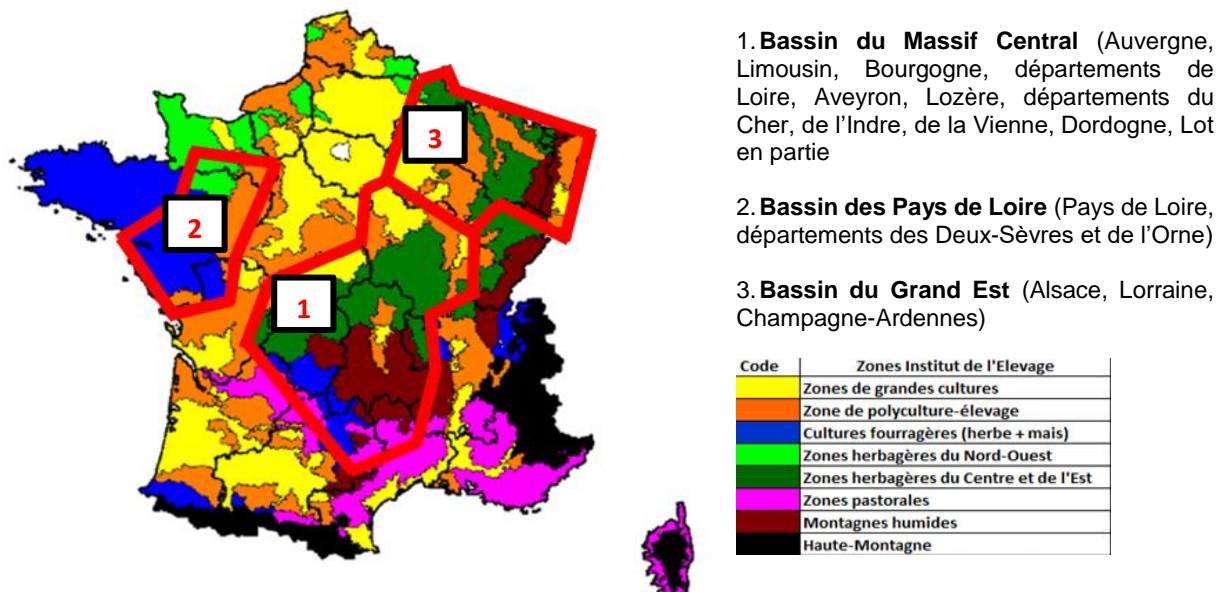 3
2
1
1. Bassin du Massif Central (Auvergne,
Limousin, Bourgogne, départements de
Loire, Aveyron, Lozère, départements du
Cher, de l’Indre, de la Vienne, Dordogne, Lot
en partie
2. Bassin des Pays de Loire (Pays de Loire,
départements des Deux-Sèvres et de l’Orne)
3. Bassin du Grand Est (Alsace, Lorraine,
Champagne-Ardennes)
Code Zones Institut de l'Elevage
Zones de grandes cultures
Zone de polyculture-élevage
Cultures fourragères (herbe + mais)
Zones herbagères du Nord-Ouest
Zones herbagères du Centre et de l'Est
Zones pastorales
Montagnes humides
Haute-Montagne